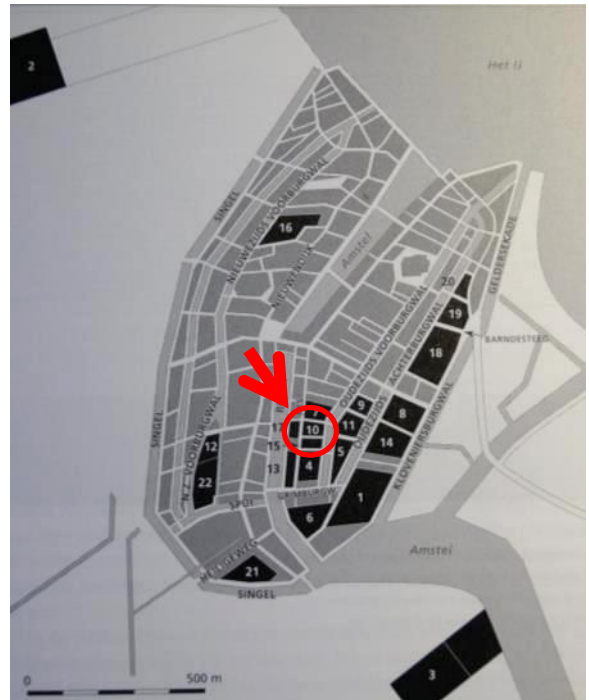 2
Het IJ
SINGEL
NIEUWEZIJDS VOORBURGWAL
16
NIEUWENDIJK
Amstel
GELDERSEKADE
20
19
BARNDESTEEG
18
OUDEZIJDS VOORBURGWAL
OUDEZIJDS
ACHTERBURGWAL
KLOVENIERSBURGWAL
SINGEL
N.Z. VOORBURGWAL
7
9
8
17
10
11
12
15
14
13
4
5
22
1
SPUI
6
HEILIGEWEG
21
SINGEL
Amstel
3
0
500 m